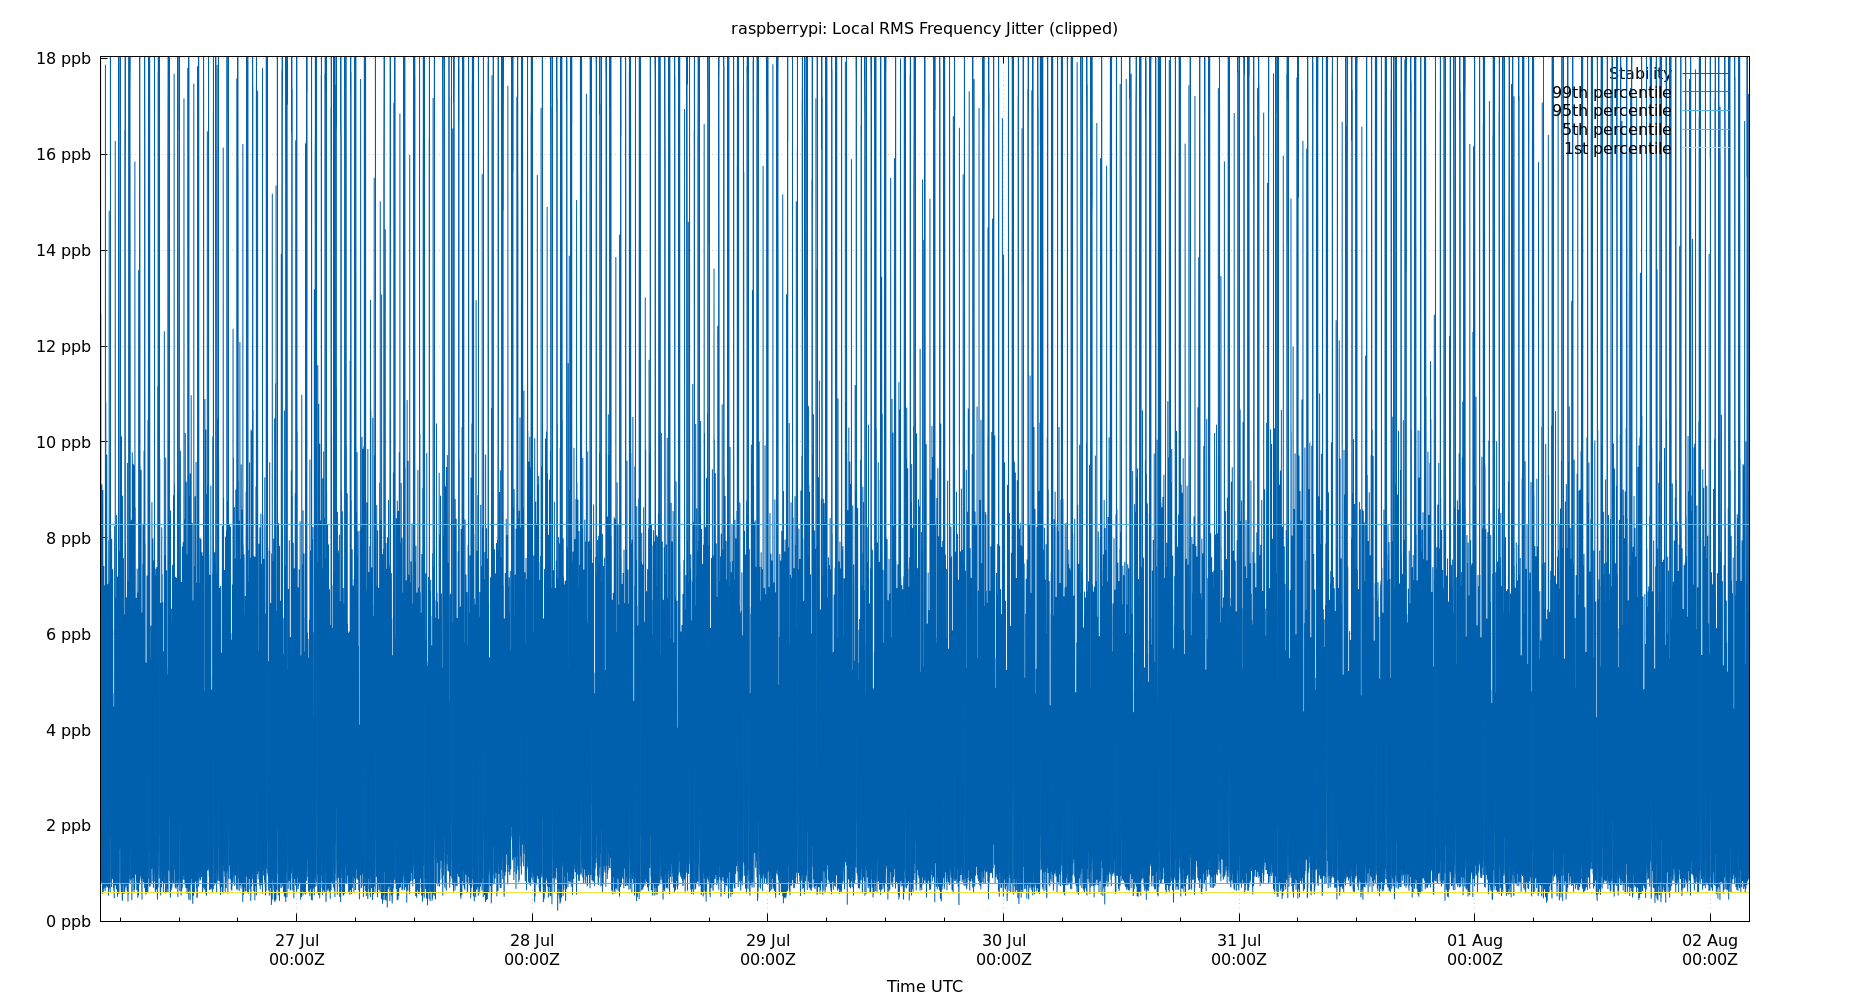 raspberrypi: Local RMS Frequency Jitter (clipped)
18 ppb
16 ppb
14 ppb
12 ppb
10 ppb
8 ppb
6 ppb
4 ppb
2 ppb
0 ppb
Stability
99th percentile
95th percentile
5th percentile
1st percentile
27 Jul 28 Jul 29 Jul 30 Jul 31 Jul 01 Aug 02 Aug
00:00Z 00:00Z 00:00Z 00:00Z 00:00Z 00:00Z 00:00Z
Time UTC